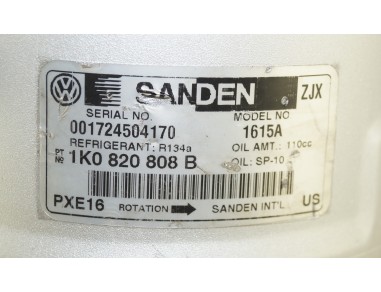 SANDEN ZJX
SERIAL NO. MODEL NO.
001724504170 1615A
REFRIGERANT: R134a OIL AMT.: 110cc
PT NO 1K0 820 808 B OIL: SP-10
PXE16 ROTATION SANDEN INT'L US